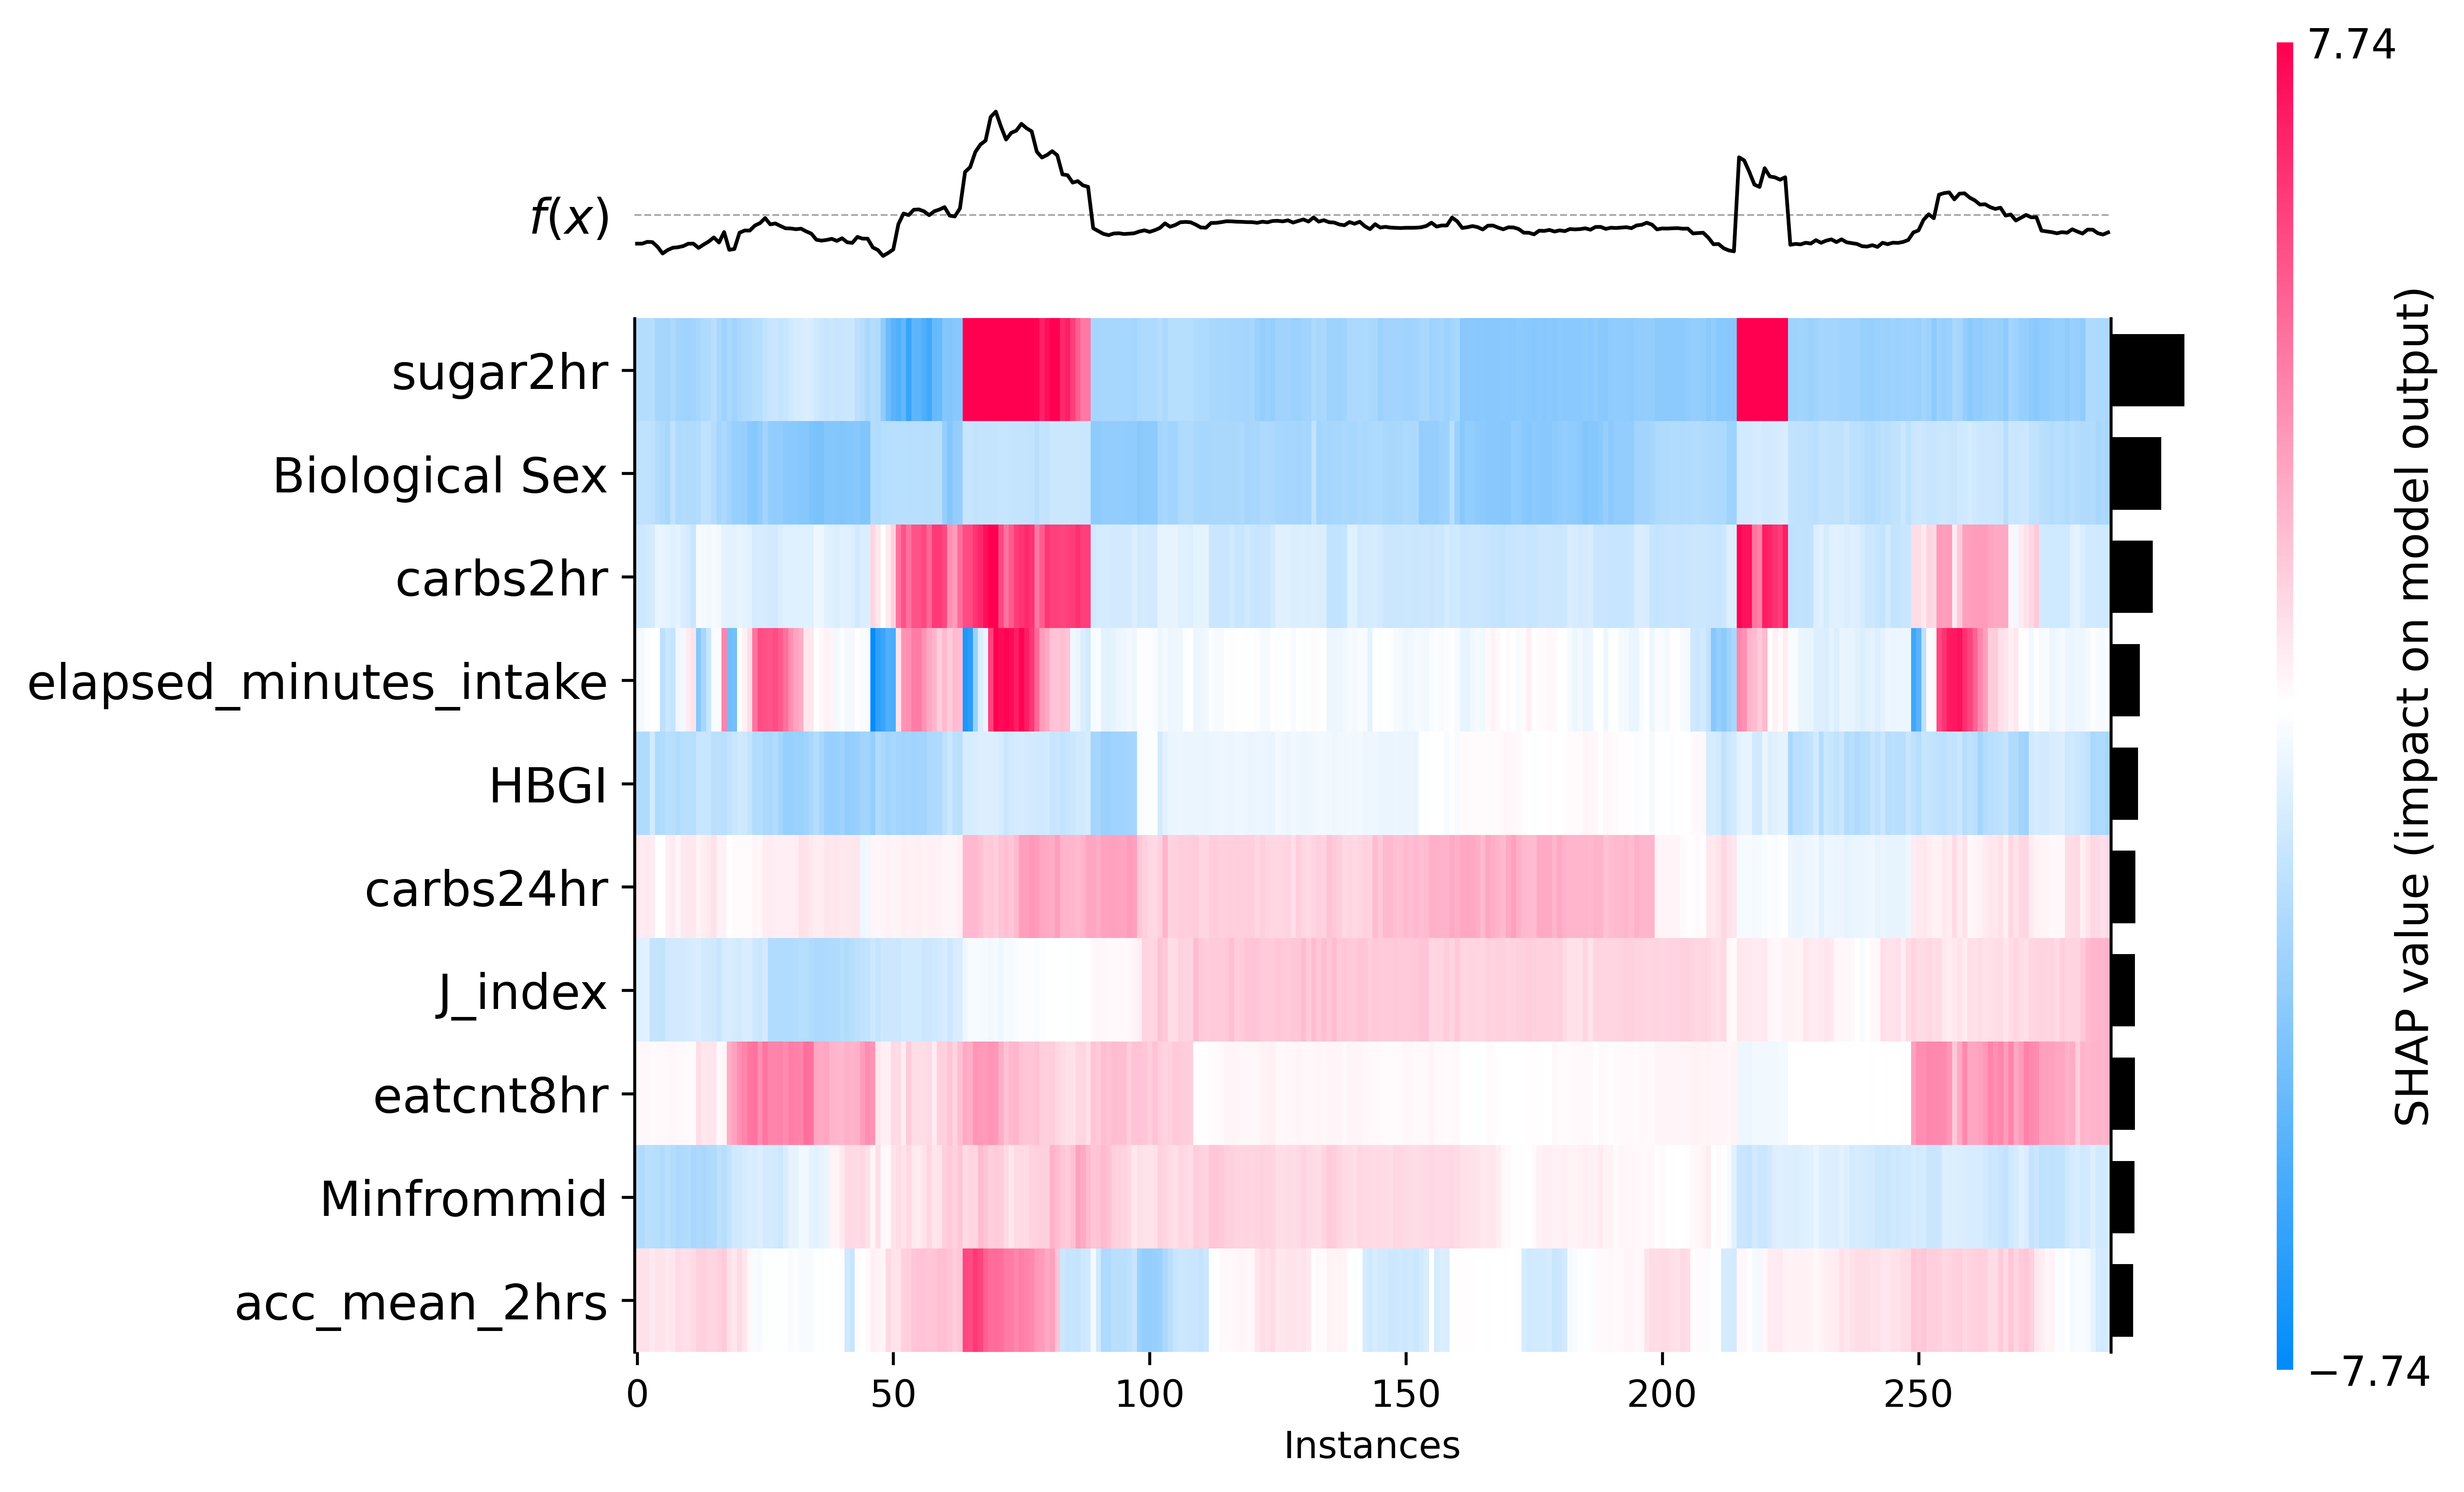 7.74
f(x)
sugar2hr
Biological Sex
carbs2hr
elapsed_minutes_intake
HBGI
carbs24hr
J_index
eatcnt8hr
Minfrommid
acc_mean_2hrs
0 50 100 150 200 250
Instances
SHAP value (impact on model output)
−7.74